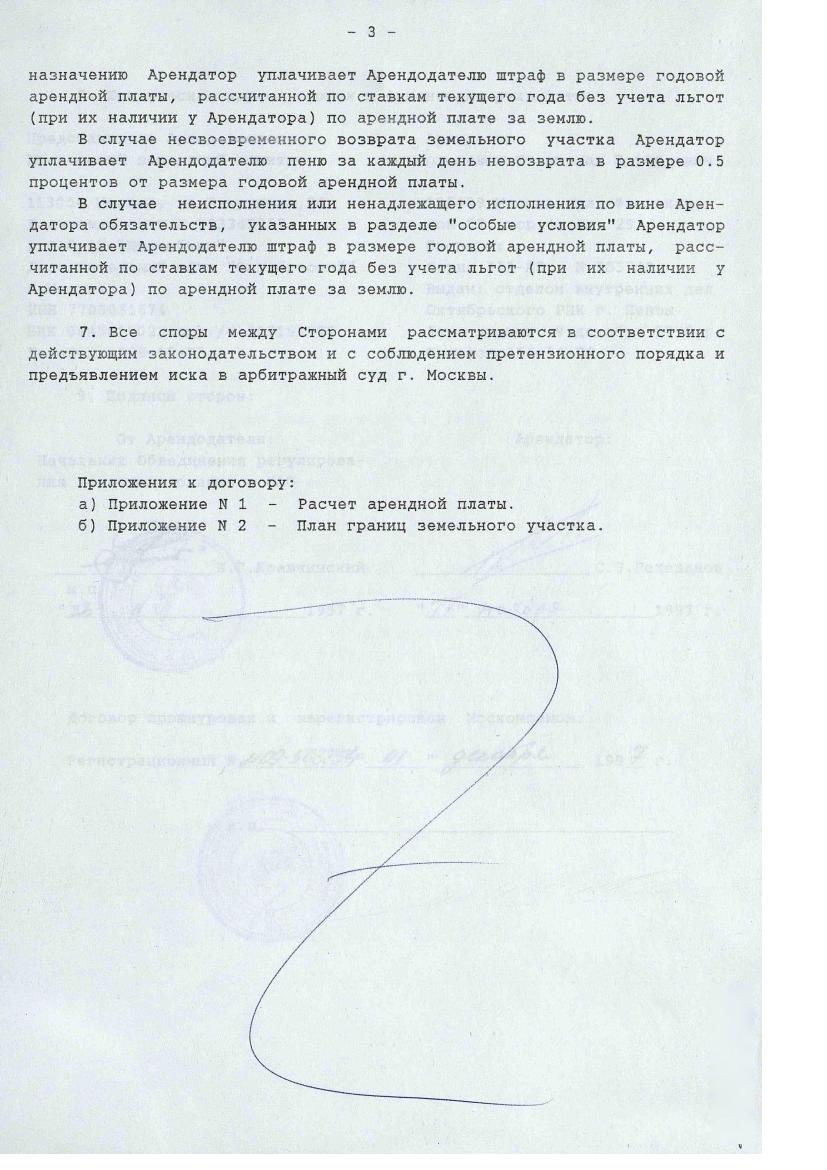 - 3 -
назначению Арендатор уплачивает Арендодателю штраф в размере годовой
арендной платы, рассчитанной по ставкам текущего года без учета льгот
(при их наличии у Арендатора) по арендной плате за землю.
В случае несвоевременного возврата земельного участка Арендатор
уплачивает Арендодателю пеню за каждый день невозврата в размере 0.5
процентов от размера годовой арендной платы.
В случае неисполнения или ненадлежащего исполнения по вине Арен-
датора обязательств, указанных в разделе "особые условия" Арендатор
уплачивает Арендодателю штраф в размере годовой арендной платы, расс-
читанной по ставкам текущего года без учета льгот (при их наличии у
Арендатора) по арендной плате за землю.
7. Все споры между Сторонами рассматриваются в соответствии с
действующим законодательством и с соблюдением претензионного порядка и
предъявлением иска в арбитражный суд г. Москвы.
Приложения к договору:
а) Приложение N 1 - Расчет арендной платы.
б) Приложение N 2 - План границ земельного участка.